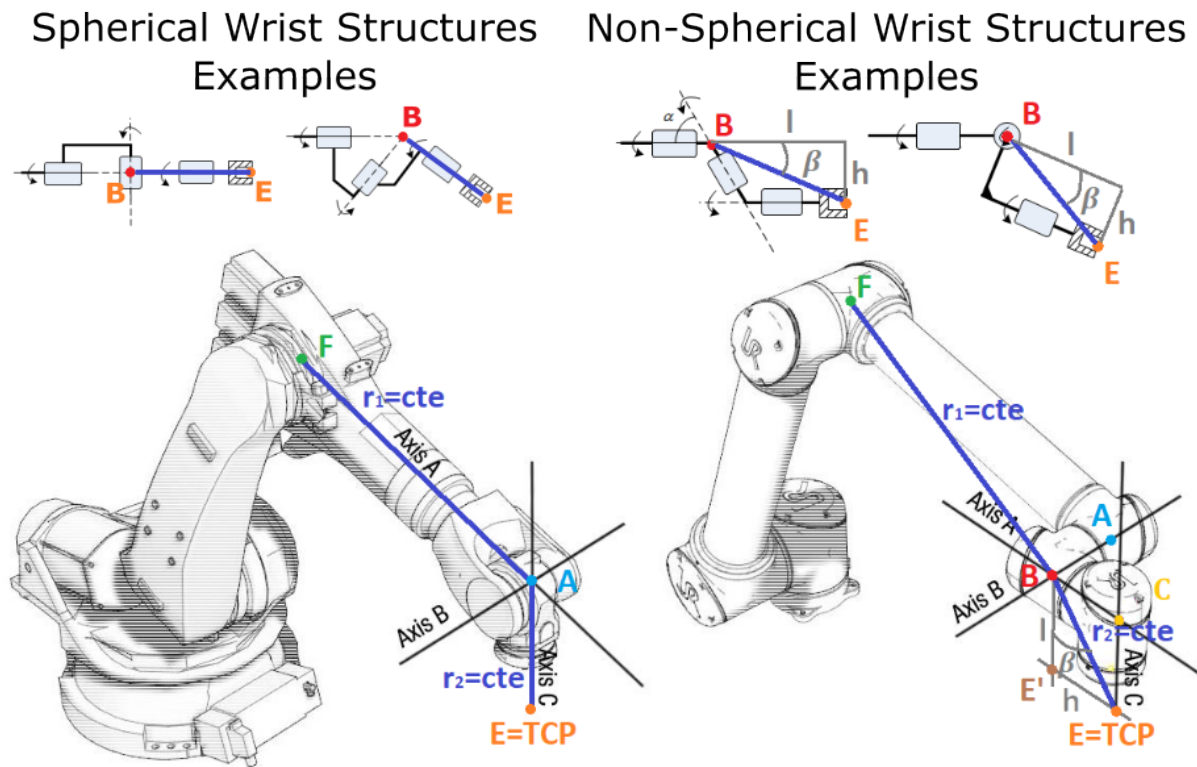 Spherical Wrist Structures
Examples
Non-Spherical Wrist Structures
Examples
B
E
B
E
α
B
l
β
h
E
B
l
β
h
E
F
r₁=cte
Axis A
A
Axis B
Axis C
r₂=cte
E=TCP
F
r₁=cte
Axis A
A
B
C
Axis B
r₂=cte
l
β
Axis C
E'
h
E=TCP